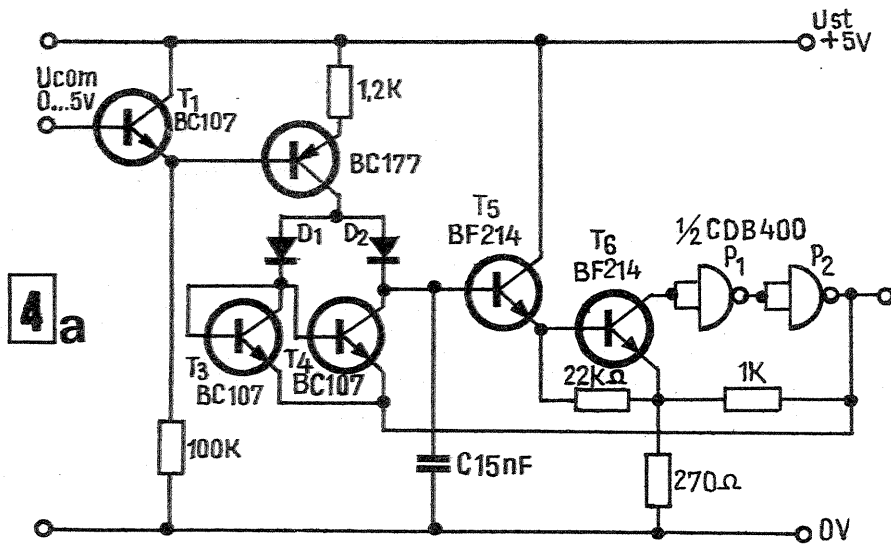 Ust
+5V
Ucom
0...5V
T1
BC107
1,2K
BC177
T5
BF214
T6
BF214
1/2 CDB400
P1
P2
D1
D2
4a
T3
BC107
T4
BC107
22KΩ
1K
100K
C15nF
270Ω
0V